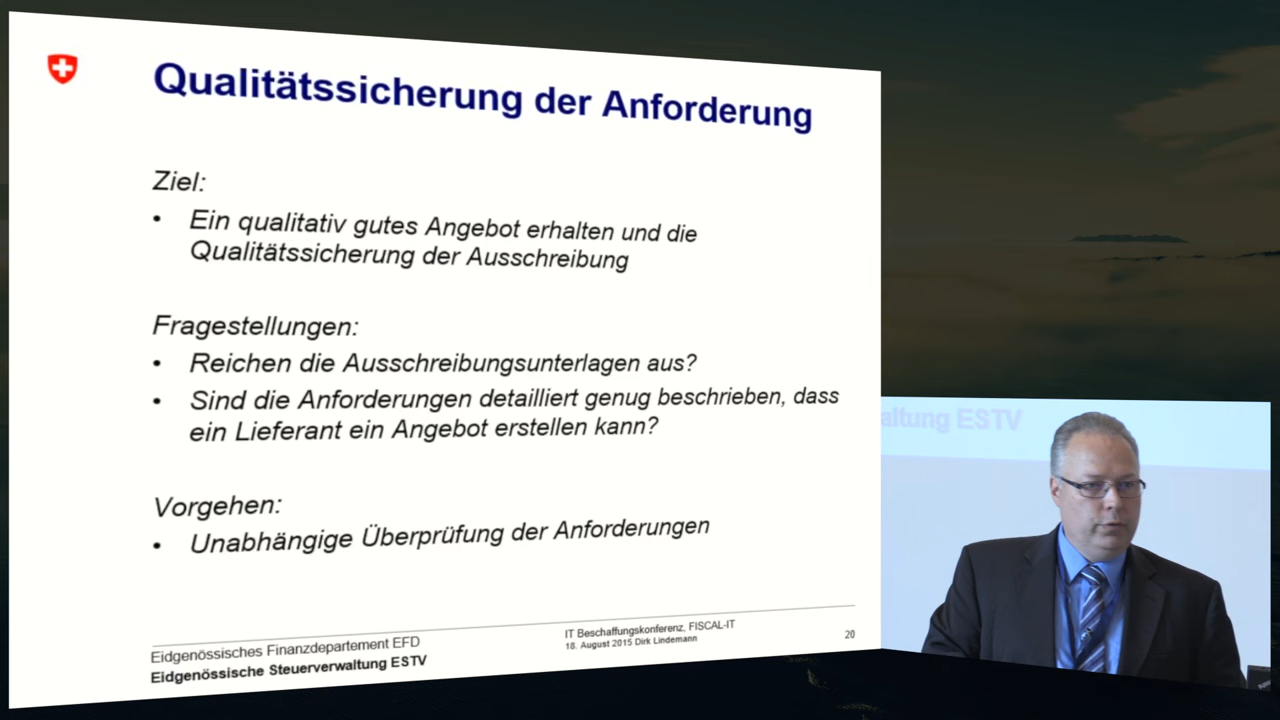 Qualitätssicherung der Anforderung
Ziel:
• Ein qualitativ gutes Angebot erhalten und die
Qualitätssicherung der Ausschreibung
Fragestellungen:
• Reichen die Ausschreibungsunterlagen aus?
• Sind die Anforderungen detailliert genug beschrieben, dass
ein Lieferant ein Angebot erstellen kann?
Vorgehen:
• Unabhängige Überprüfung der Anforderungen
Eidgenössisches Finanzdepartement EFD
Eidgenössische Steuerverwaltung ESTV
IT Beschaffungskonferenz, FISCAL-IT
18. August 2015 Dirk Lindemann
20
altung ESTV